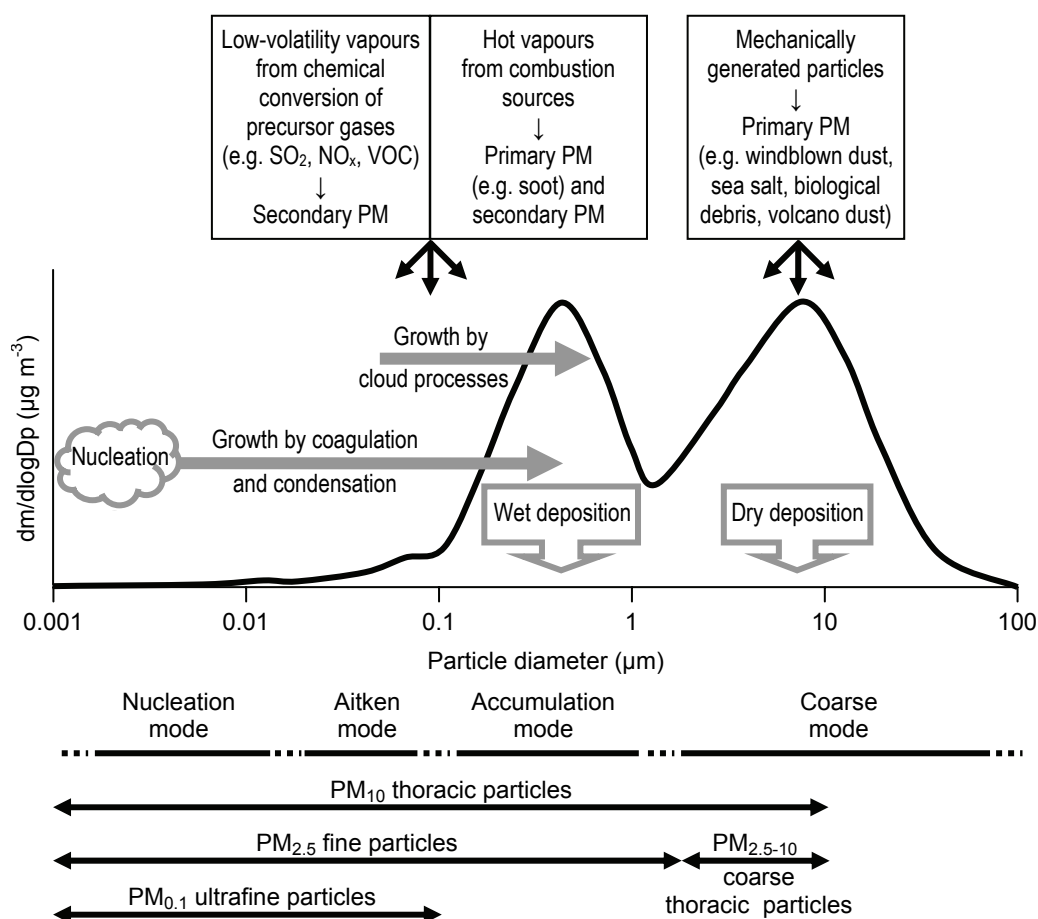 Low-volatility vapours
from chemical
conversion of
precursor gases
(e.g. SO₂, NOₓ, VOC)
↓
Secondary PM
Hot vapours
from combustion
sources
↓
Primary PM
(e.g. soot) and
secondary PM
Mechanically
generated particles
↓
Primary PM
(e.g. windblown dust,
sea salt, biological
debris, volcano dust)
dm/dlogDp (µg m⁻³)
Growth by
cloud processes
Nucleation
Growth by coagulation
and condensation
Wet deposition
Dry deposition
0.001
0.01
0.1
1
10
100
Particle diameter (µm)
Nucleation
mode
Aitken
mode
Accumulation
mode
Coarse
mode
PM₁₀ thoracic particles
PM₂.₅ fine particles
PM₂.₅₋₁₀
coarse
thoracic particles
PM₀.₁ ultrafine particles